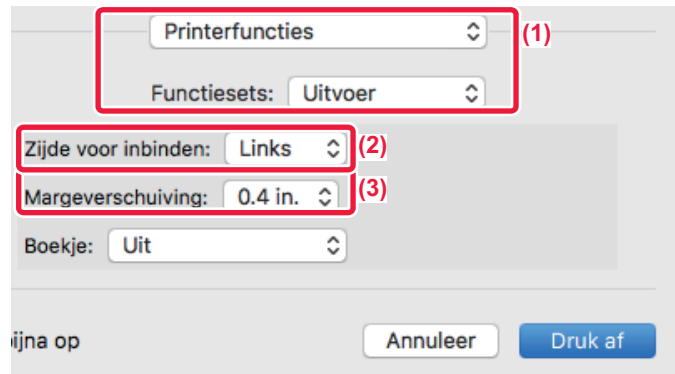 Printerfuncties (1)
Functiesets: Uitvoer
Zijde voor inbinden: Links (2)
Margeverschuiving: 0.4 in. (3)
Boekje: Uit
op Annuleer Druk af